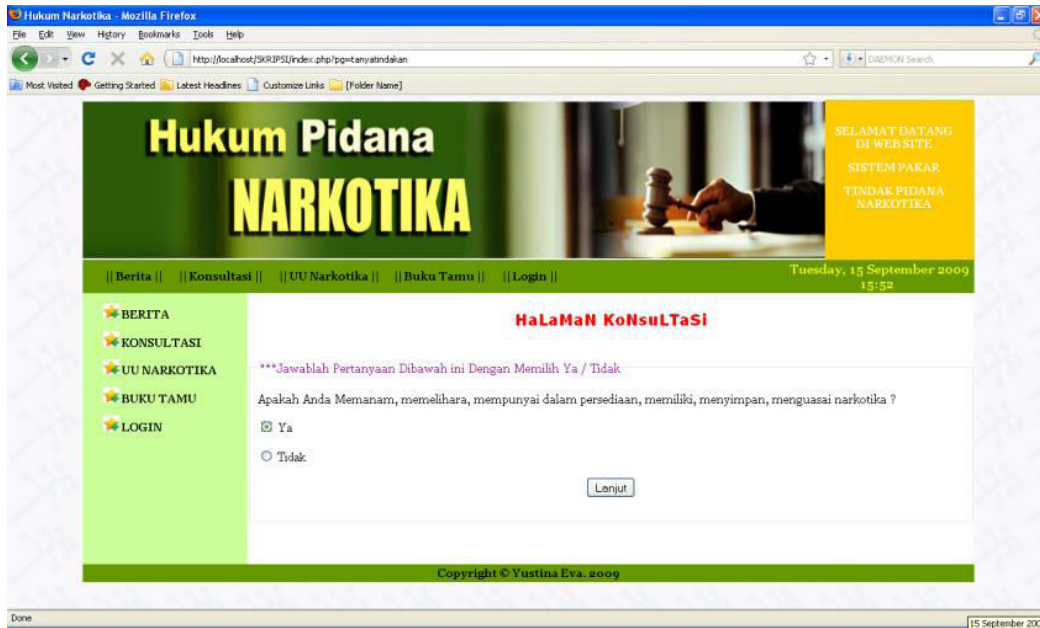 Hukum Narkotika - Mozilla Firefox
File Edit View History Bookmarks Tools Help
http://localhost/SKRIPSI/index.php?pg=tanyatindakan
DAEMON Search
Most Visited Getting Started Latest Headlines Customize Links [Folder Name]
Hukum Pidana
NARKOTIKA
SELAMAT DATANG
DI WEB SITE
SISTEM PAKAR
TINDAK PIDANA
NARKOTIKA
||Berita || ||Konsultasi || ||UU Narkotika || ||Buku Tamu || ||Login ||
Tuesday, 15 September 2009
15:52
BERITA
KONSULTASI
UU NARKOTIKA
BUKU TAMU
LOGIN
HaLaMaN KoNsuLTaSi
***Jawablah Pertanyaan Dibawah ini Dengan Memilih Ya / Tidak
Apakah Anda Memanam, memelihara, mempunyai dalam persediaan, memiliki, menyimpan, menguasai narkotika ?
Ya
Tidak
Lanjut
Copyright © Yustina Eva. 2009
Done
15 September 200